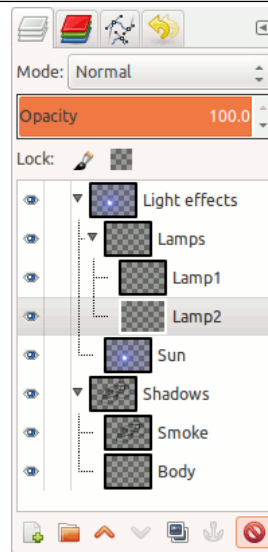 Mode: Normal
Opacity 100.0
Lock:
Light effects
Lamps
Lamp1
Lamp2
Sun
Shadows
Smoke
Body